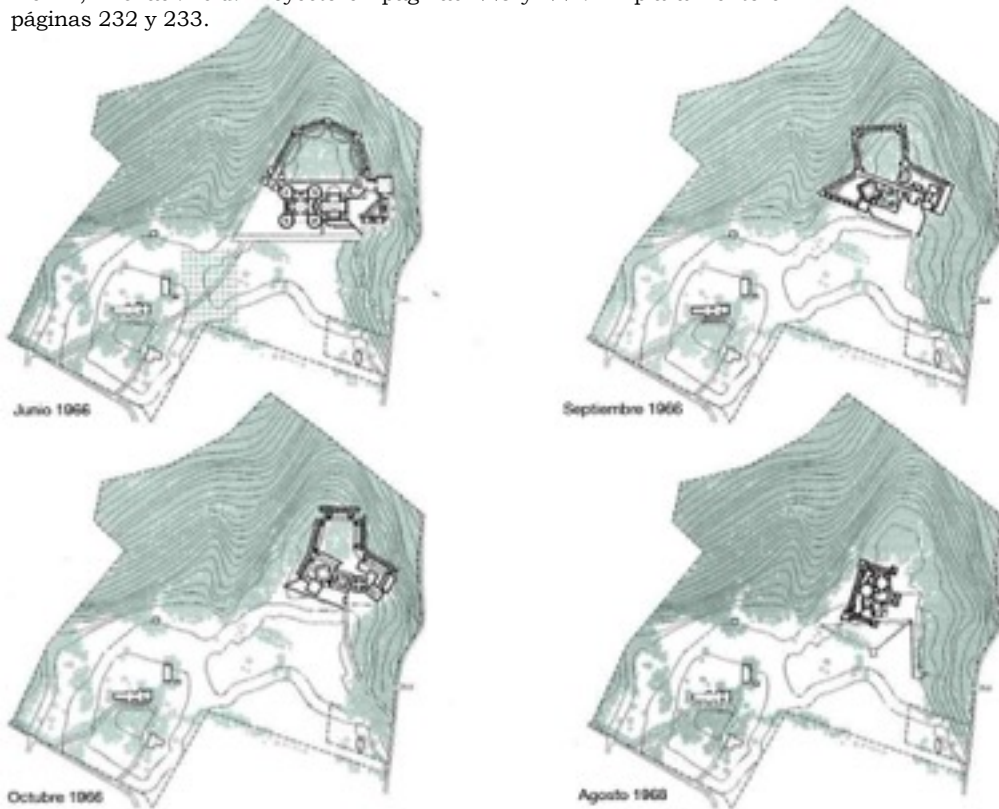 páginas 232 y 233.
Junio 1966
Septiembre 1966
Octubre 1966
Agosto 1968